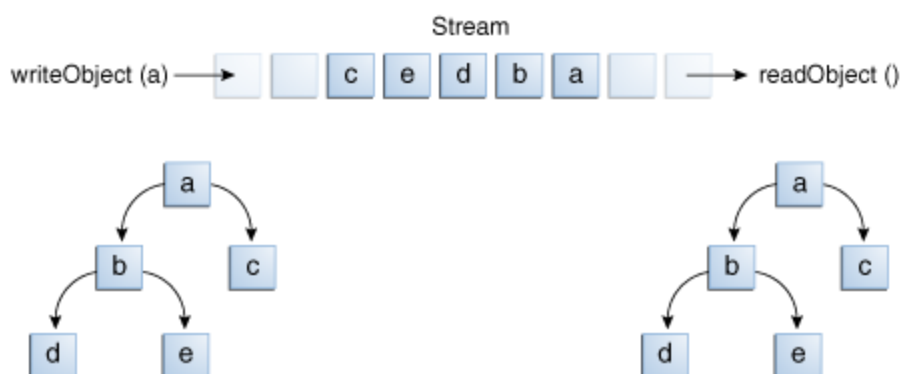 Stream
writeObject (a) c e d b a readObject ()
a a
b c b c
d e d e